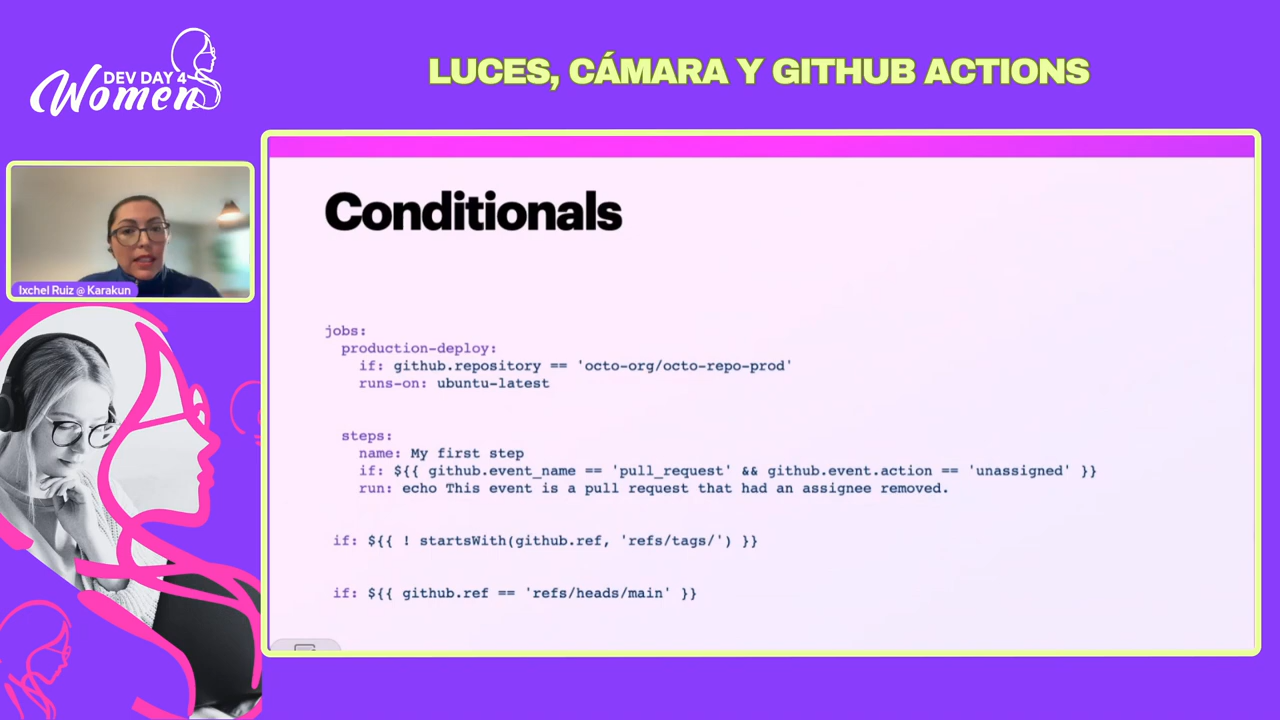 DEV DAY 4
Women
LUCES, CÁMARA Y GITHUB ACTIONS
Ixchel Ruiz @ Karakun
Conditionals
jobs:
production-deploy:
if: github.repository == 'octo-org/octo-repo-prod'
runs-on: ubuntu-latest
steps:
name: My first step
if: ${{ github.event_name == 'pull_request' && github.event.action == 'unassigned' }}
run: echo This event is a pull request that had an assignee removed.
if: ${{ ! startsWith(github.ref, 'refs/tags/') }}
if: ${{ github.ref == 'refs/heads/main' }}